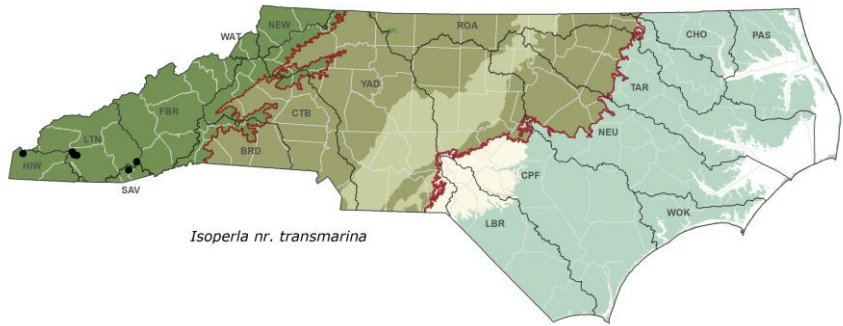 NEW
ROA
WAT
CHO
PAS
YAD
TAR
FBR
CTB
LTN
NEU
BRD
HIW
CPF
SAV
WOK
LBR
Isoperla nr. transmarina